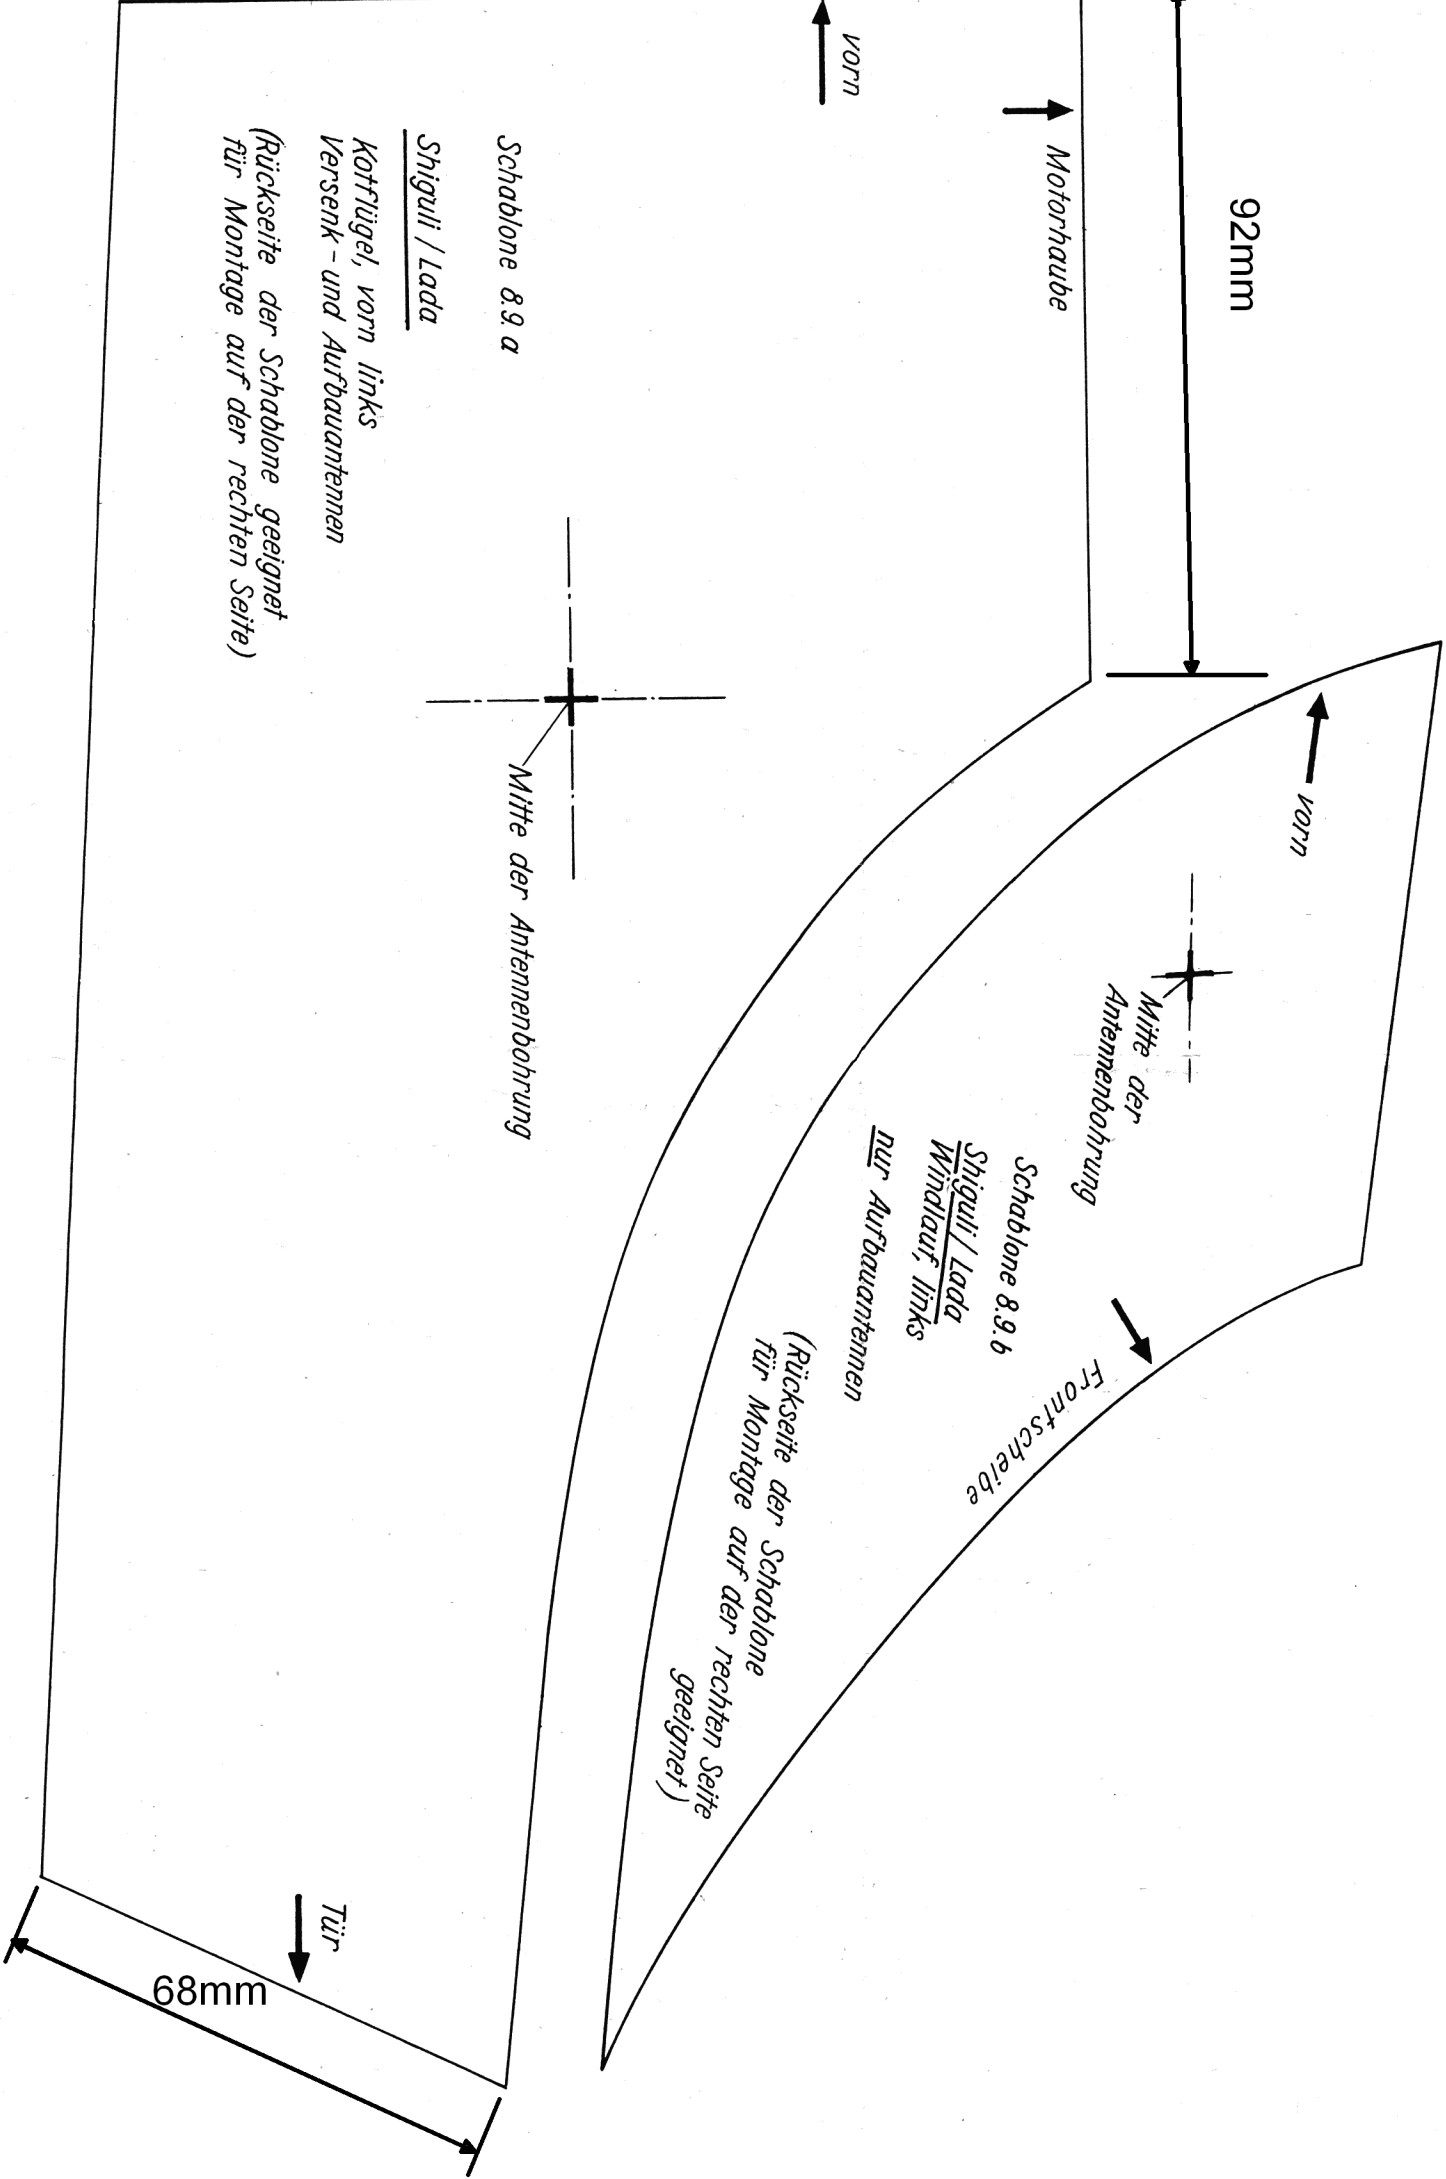 vorn
Motorhaube
92mm
Schablone 8.9.a
Shiguli / Lada
Kotflügel, vorn links
Versenk- und Aufbauantennen
(Rückseite der Schablone geeignet
für Montage auf der rechten Seite)
Mitte der Antennenbohrung
Tür
68mm
vorn
Mitte der
Antennenbohrung
Schablone 8.9.b
Shiguli / Lada
Windlauf, links
nur Aufbauantennen
Frontscheibe
(Rückseite der Schablone
für Montage auf der rechten Seite
geeignet)